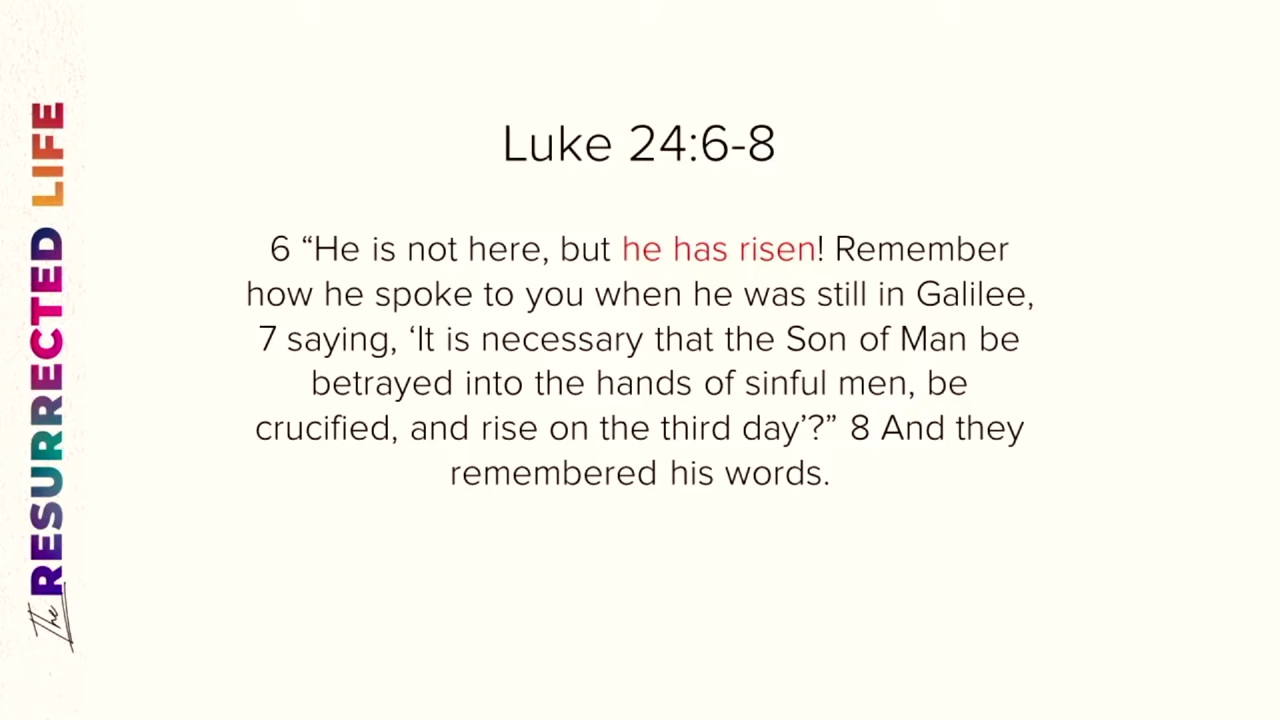 The RESURRECTED LIFE
Luke 24:6-8
6 “He is not here, but he has risen! Remember
how he spoke to you when he was still in Galilee,
7 saying, ‘It is necessary that the Son of Man be
betrayed into the hands of sinful men, be
crucified, and rise on the third day’?” 8 And they
remembered his words.